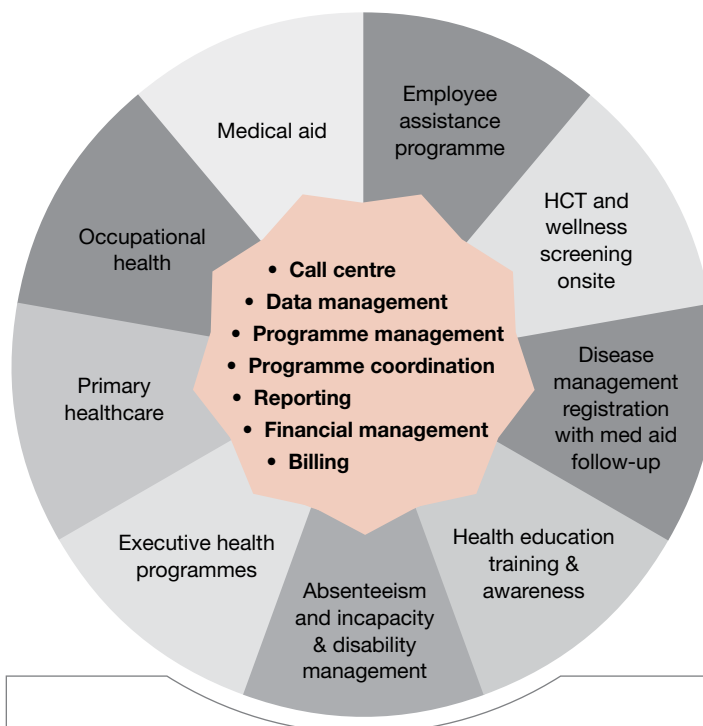 Medical aid
Employee
assistance
programme
HCT and
wellness
screening
onsite
Disease
management
registration
with med aid
follow-up
Health education
training &
awareness
Absenteeism
and incapacity
& disability
management
Executive health
programmes
Primary
healthcare
Occupational
health
• Call centre
• Data management
• Programme management
• Programme coordination
• Reporting
• Financial management
• Billing